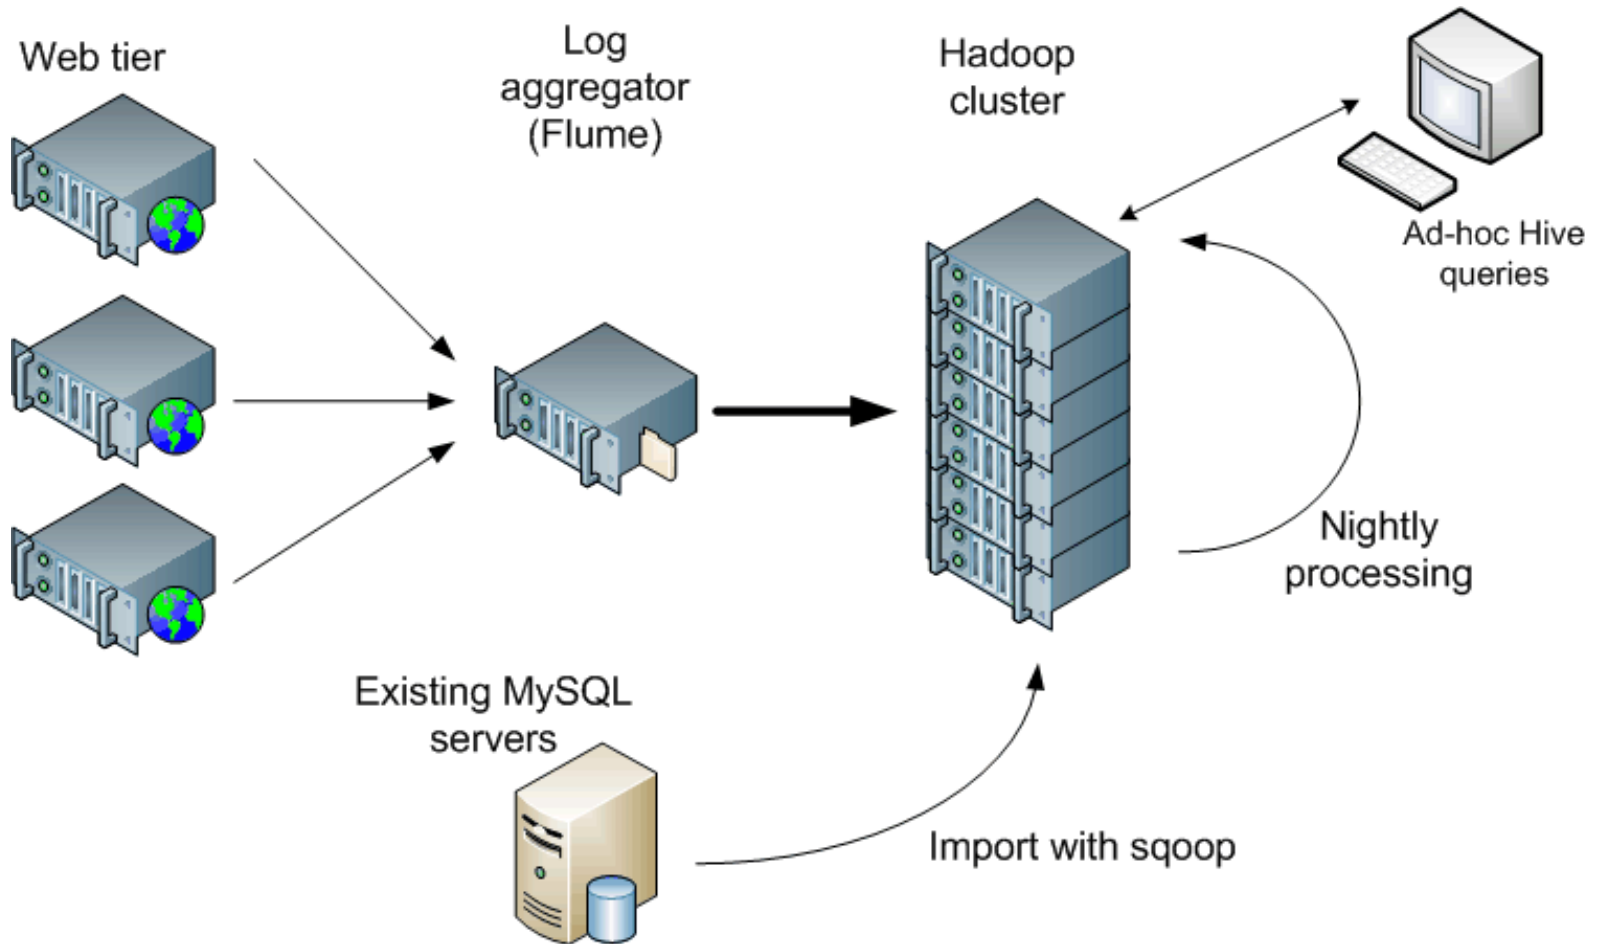 Web tier
Log
aggregator
(Flume)
Hadoop
cluster
Ad-hoc Hive
queries
Nightly
processing
Existing MySQL
servers
Import with sqoop